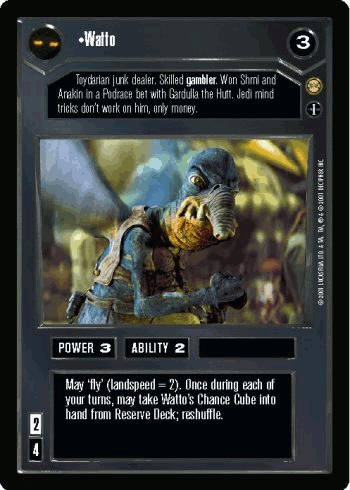 •Watto
3
Toydarian junk dealer. Skilled gambler. Won Shmi and
Anakin in a Podrace bet with Gardulla the Hutt. Jedi mind
tricks don't work on him, only money.
POWER 3
ABILITY 2
May 'fly' (landspeed = 2). Once during each of
your turns, may take Watto's Chance Cube into
hand from Reserve Deck; reshuffle.
2
4